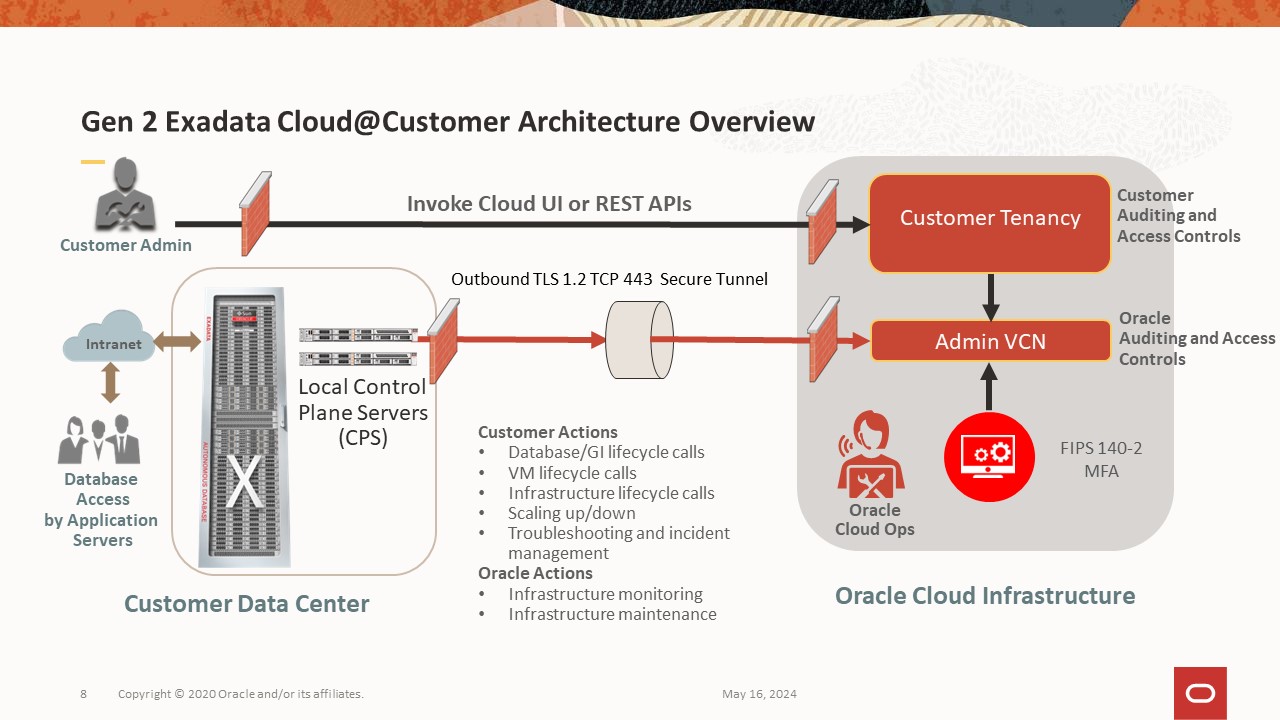 Gen 2 Exadata Cloud@Customer Architecture Overview
Invoke Cloud UI or REST APIs
Customer Admin
Customer Tenancy
Customer
Auditing and
Access Controls
Outbound TLS 1.2 TCP 443 Secure Tunnel
Intranet
EXADATA
AUTONOMOUS DATABASE
X
Local Control
Plane Servers
(CPS)
Admin VCN
Oracle
Auditing and Access
Controls
Database
Access
by Application
Servers
Customer Actions
• Database/GI lifecycle calls
• VM lifecycle calls
• Infrastructure lifecycle calls
• Scaling up/down
• Troubleshooting and incident
management
Oracle Actions
• Infrastructure monitoring
• Infrastructure maintenance
FIPS 140-2
MFA
Oracle
Cloud Ops
Customer Data Center
Oracle Cloud Infrastructure
8
Copyright © 2020 Oracle and/or its affiliates.
May 16, 2024